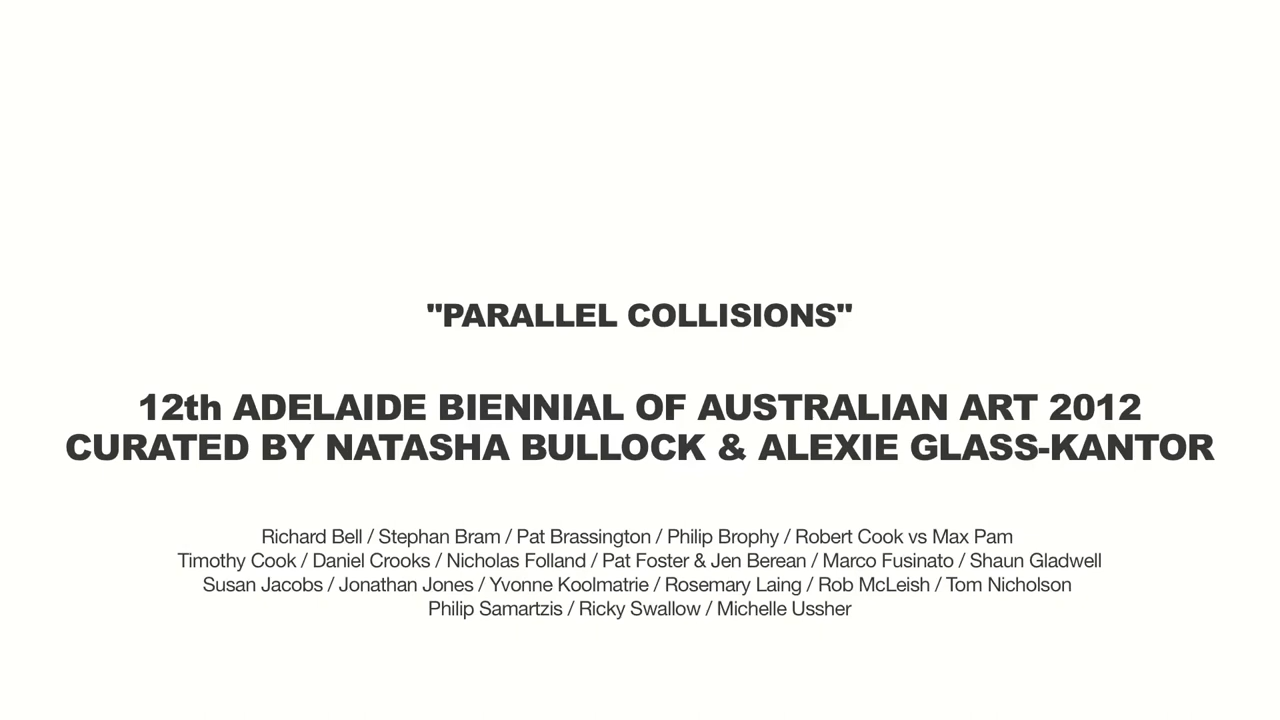 "PARALLEL COLLISIONS"
12th ADELAIDE BIENNIAL OF AUSTRALIAN ART 2012
CURATED BY NATASHA BULLOCK & ALEXIE GLASS-KANTOR
Richard Bell / Stephan Bram / Pat Brassington / Philip Brophy / Robert Cook vs Max Pam
Timothy Cook / Daniel Crooks / Nicholas Folland / Pat Foster & Jen Berean / Marco Fusinato / Shaun Gladwell
Susan Jacobs / Jonathan Jones / Yvonne Koolmatrie / Rosemary Laing / Rob McLeish / Tom Nicholson
Philip Samartzis / Ricky Swallow / Michelle Ussher